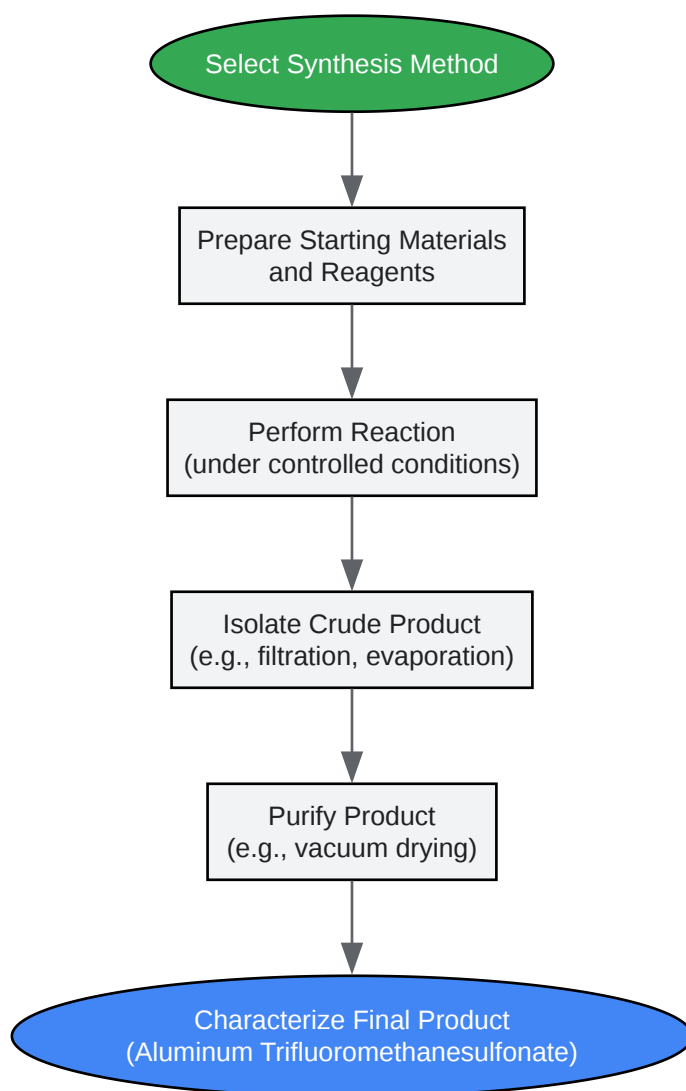 Select Synthesis Method
Prepare Starting Materials
and Reagents
Perform Reaction
(under controlled conditions)
Isolate Crude Product
(e.g., filtration, evaporation)
Purify Product
(e.g., vacuum drying)
Characterize Final Product
(Aluminum Trifluoromethanesulfonate)